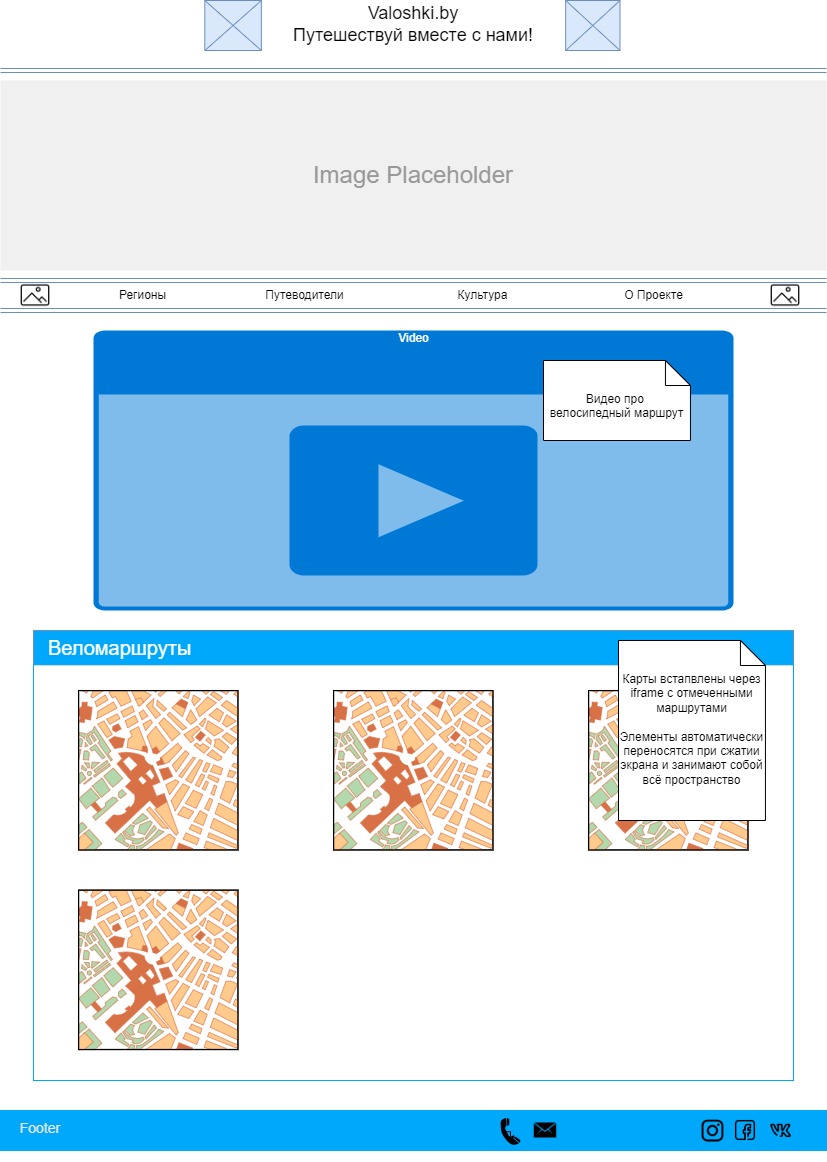 Valoshki.by
Путешествуй вместе с нами!
Image Placeholder
Регионы
Путеводители
Культура
О Проекте
Video
Видео про
велосипедный маршрут
Веломаршруты
Карты встапвлены через
iframe с отмеченными
маршрутами
Элементы автоматически
переносятся при сжатии
экрана и занимают собой
всё пространство
Footer